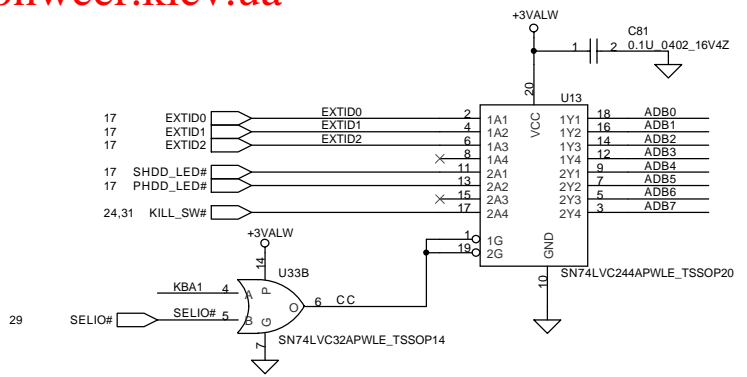 +3VALW
C81
1 2 0.1U_0402_16V4Z
20
U13
17 EXTID0 EXTID0 2 1A1 VCC 1Y1 18 ADB0
17 EXTID1 EXTID1 4 1A2 1Y2 16 ADB1
17 EXTID2 EXTID2 6 1A3 1Y3 14 ADB2
8 1A4 1Y4 12 ADB3
17 SHDD_LED# 11 2A1 2Y1 9 ADB4
17 PHDD_LED# 13 2A2 2Y2 7 ADB5
15 2A3 2Y3 5 ADB6
24,31 KILL_SW# 17 2A4 2Y4 3 ADB7
+3VALW
1 1G
19 2G GND
14
U33B
10
SN74LVC244APWLE_TSSOP20
KBA1 4 A P
O 6 CC
29 SELIO# SELIO# 5 B G
7
SN74LVC32APWLE_TSSOP14